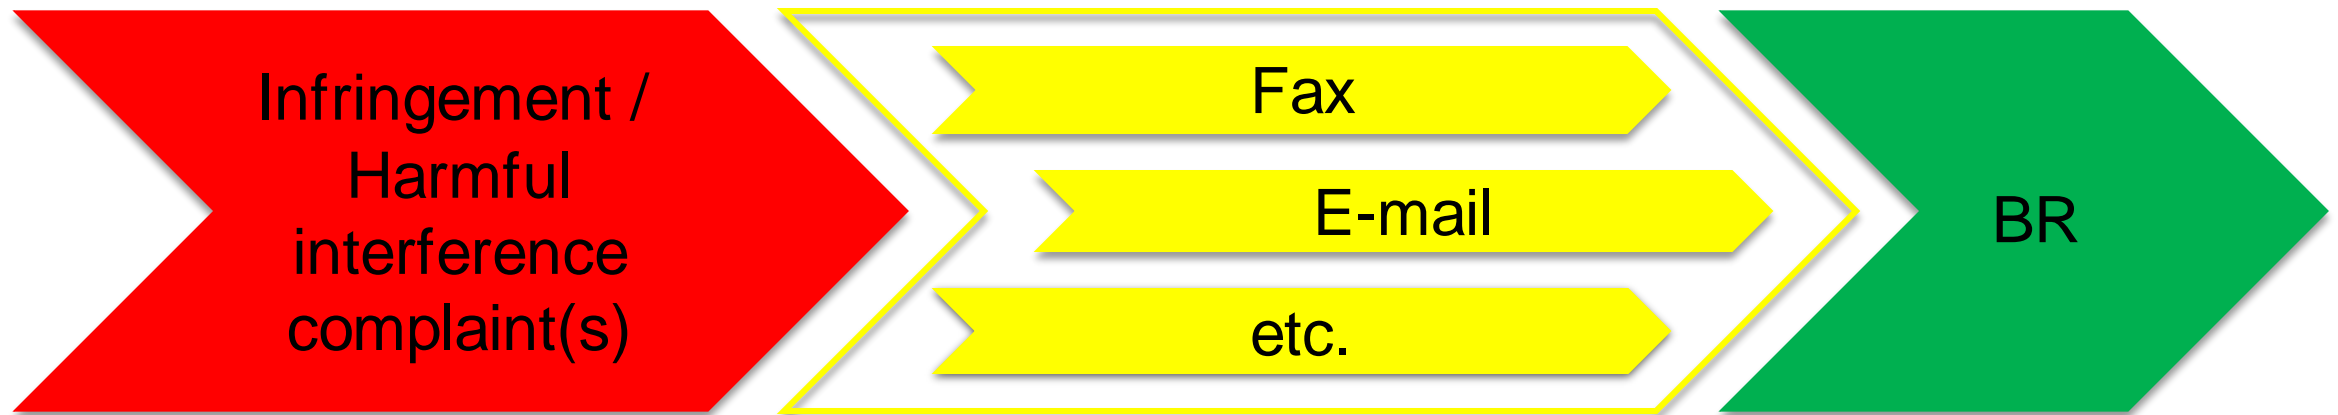 Infringement /
Harmful
interference
complaint(s)
Fax
E-mail
etc.
BR